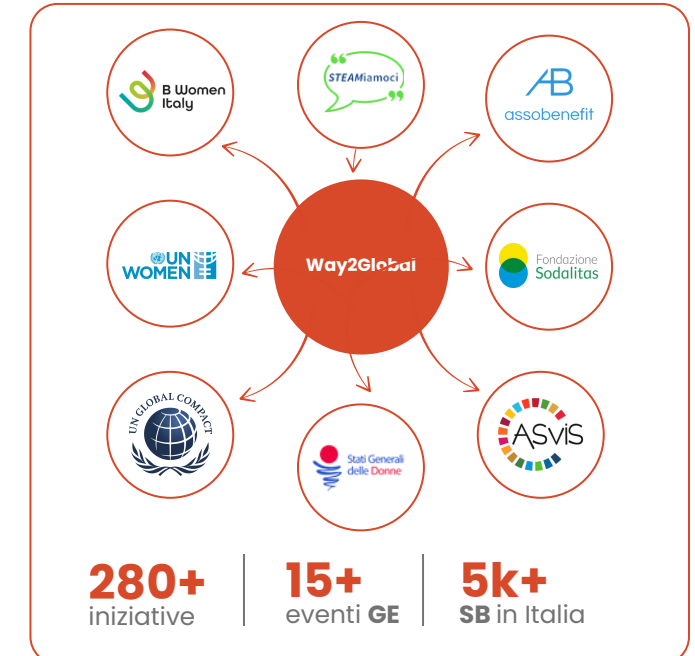 B Women
Italy
STEAMiamoci
AB
assobenefit
UN
WOMEN
Way2Global
Fondazione
Sodalitas
UN GLOBAL COMPACT
Stati Generali
delle Donne
ASviS
280+
iniziative
15+
eventi GE
5k+
SB in Italia